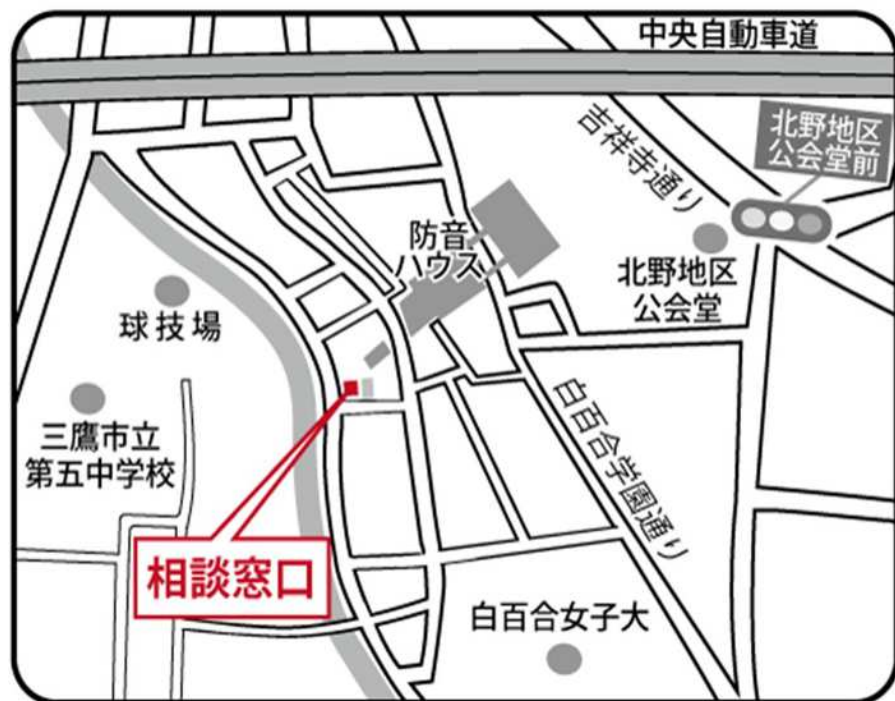 中央自動車道
吉祥寺通り
北野地区
公会堂前
防音
ハウス
北野地区
公会堂
球技場
三鷹市立
第五中学校
白百合学園通り
相談窓口
白百合女子大